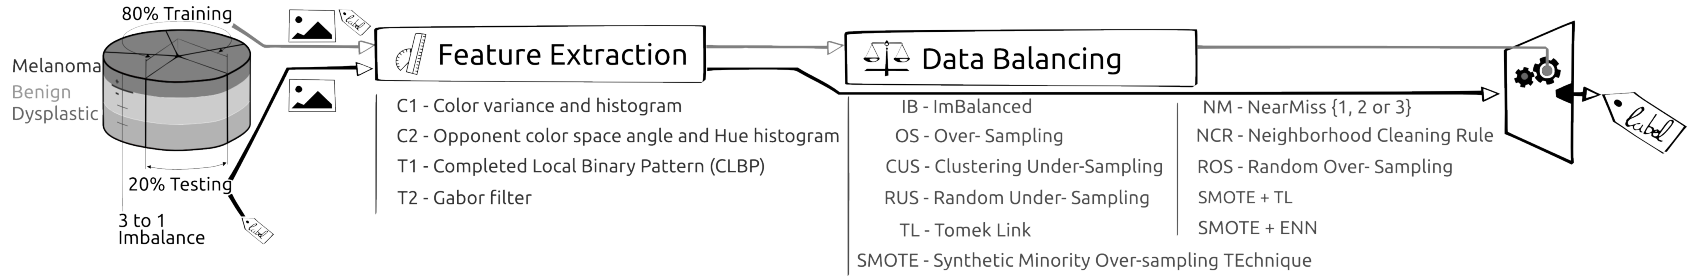 80% Training
label
Melanoma
Benign
Dysplastic
20% Testing
3 to 1
Imbalance
label
Feature Extraction
C1 - Color variance and histogram
C2 - Opponent color space angle and Hue histogram
T1 - Completed Local Binary Pattern (CLBP)
T2 - Gabor filter
Data Balancing
IB - ImBalanced
OS - Over- Sampling
CUS - Clustering Under-Sampling
RUS - Random Under- Sampling
TL - Tomek Link
SMOTE - Synthetic Minority Over-sampling TEchnique
NM - NearMiss {1, 2 or 3}
NCR - Neighborhood Cleaning Rule
ROS - Random Over- Sampling
SMOTE + TL
SMOTE + ENN
label